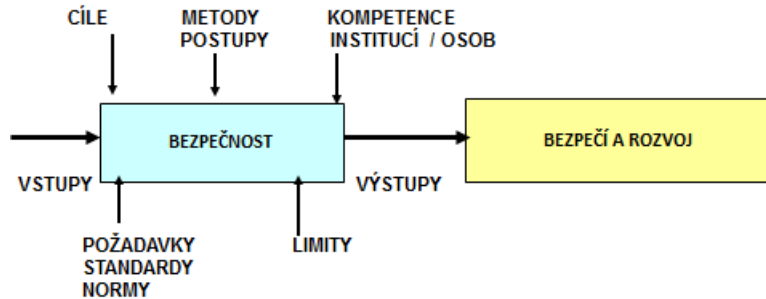 CÍLE
METODY
POSTUPY
KOMPETENCE
INSTITUCÍ / OSOB
BEZPEČNOST
BEZPEČÍ A ROZVOJ
VSTUPY
VÝSTUPY
POŽADAVKY
STANDARDY
NORMY
LIMITY